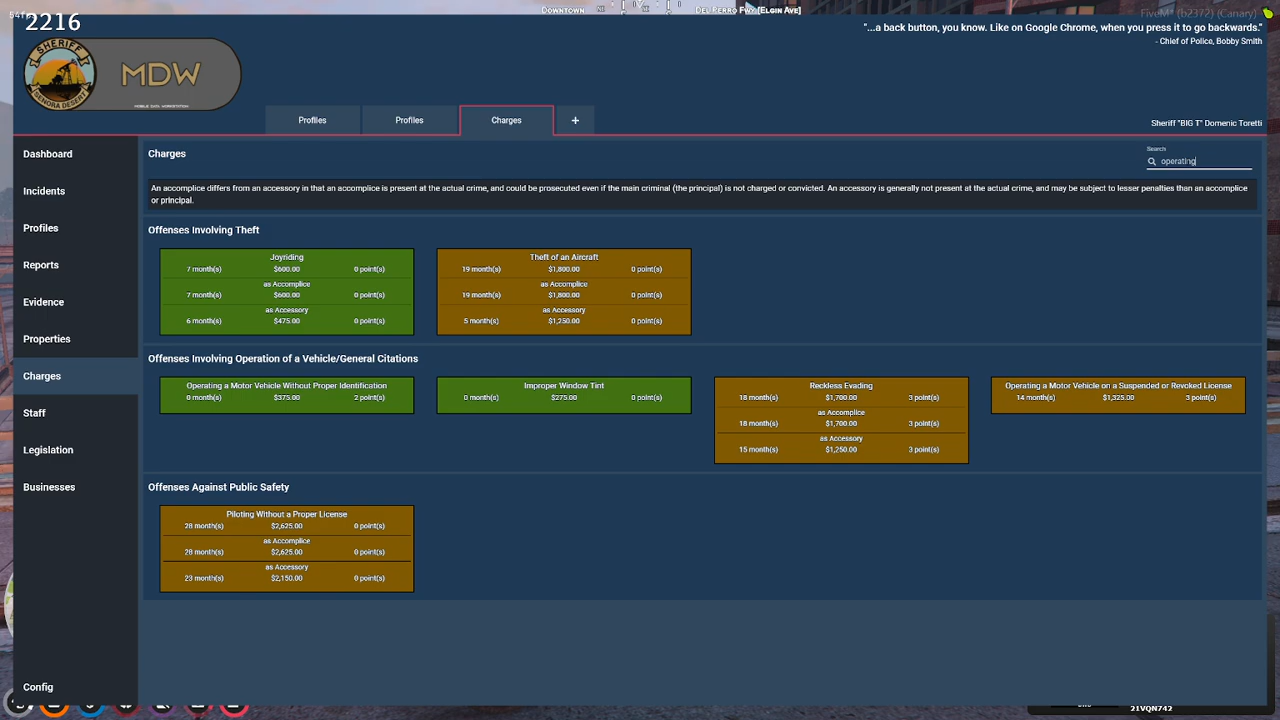 DOWNTOWN
DEL PERRO FWY [ELGIN AVE]
FiveM* (b2372) (Canary)
2216
"...a back button, you know. Like on Google Chrome, when you press it to go backwards."
- Chief of Police, Bobby Smith
SHERIFF
SENORA DESERT
MDW
MOBILE DATA WORKSTATION
Profiles
Profiles
Charges
+
Sheriff "BIG T" Domenic Toretti
Dashboard
Incidents
Profiles
Reports
Evidence
Properties
Charges
Staff
Legislation
Businesses
Config
Charges
Search
operating
An accomplice differs from an accessory in that an accomplice is present at the actual crime, and could be prosecuted even if the main criminal (the principal) is not charged or convicted. An accessory is generally not present at the actual crime, and may be subject to lesser penalties than an accomplice
or principal.
Offenses Involving Theft
Joyriding
7 month(s) $600.00 0 point(s)
as Accomplice
7 month(s) $600.00 0 point(s)
as Accessory
6 month(s) $475.00 0 point(s)
Theft of an Aircraft
19 month(s) $1,800.00 0 point(s)
as Accomplice
19 month(s) $1,800.00 0 point(s)
as Accessory
5 month(s) $1,250.00 0 point(s)
Offenses Involving Operation of a Vehicle/General Citations
Operating a Motor Vehicle Without Proper Identification
0 month(s) $375.00 2 point(s)
Improper Window Tint
0 month(s) $275.00 0 point(s)
Reckless Evading
18 month(s) $1,700.00 3 point(s)
as Accomplice
18 month(s) $1,700.00 3 point(s)
as Accessory
15 month(s) $1,250.00 3 point(s)
Operating a Motor Vehicle on a Suspended or Revoked License
14 month(s) $1,325.00 3 point(s)
Offenses Against Public Safety
Piloting Without a Proper License
28 month(s) $2,625.00 0 point(s)
as Accomplice
28 month(s) $2,625.00 0 point(s)
as Accessory
23 month(s) $2,150.00 0 point(s)
21VQN742